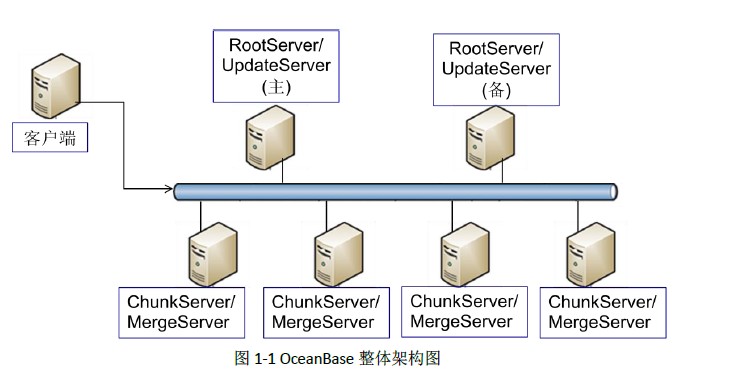 RootServer/
UpdateServer
(主)
RootServer/
UpdateServer
(备)
客户端
ChunkServer/
MergeServer
ChunkServer/
MergeServer
ChunkServer/
MergeServer
ChunkServer/
MergeServer
图 1-1 OceanBase 整体架构图